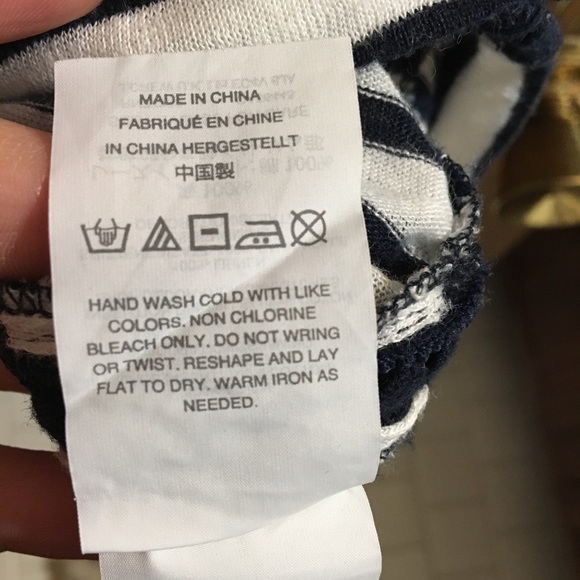 MADE IN CHINA
FABRIQUÉ EN CHINE
IN CHINA HERGESTELLT
中国製
HAND WASH COLD WITH LIKE
COLORS. NON CHLORINE
BLEACH ONLY. DO NOT WRING
OR TWIST. RESHAPE AND LAY
FLAT TO DRY. WARM IRON AS
NEEDED.